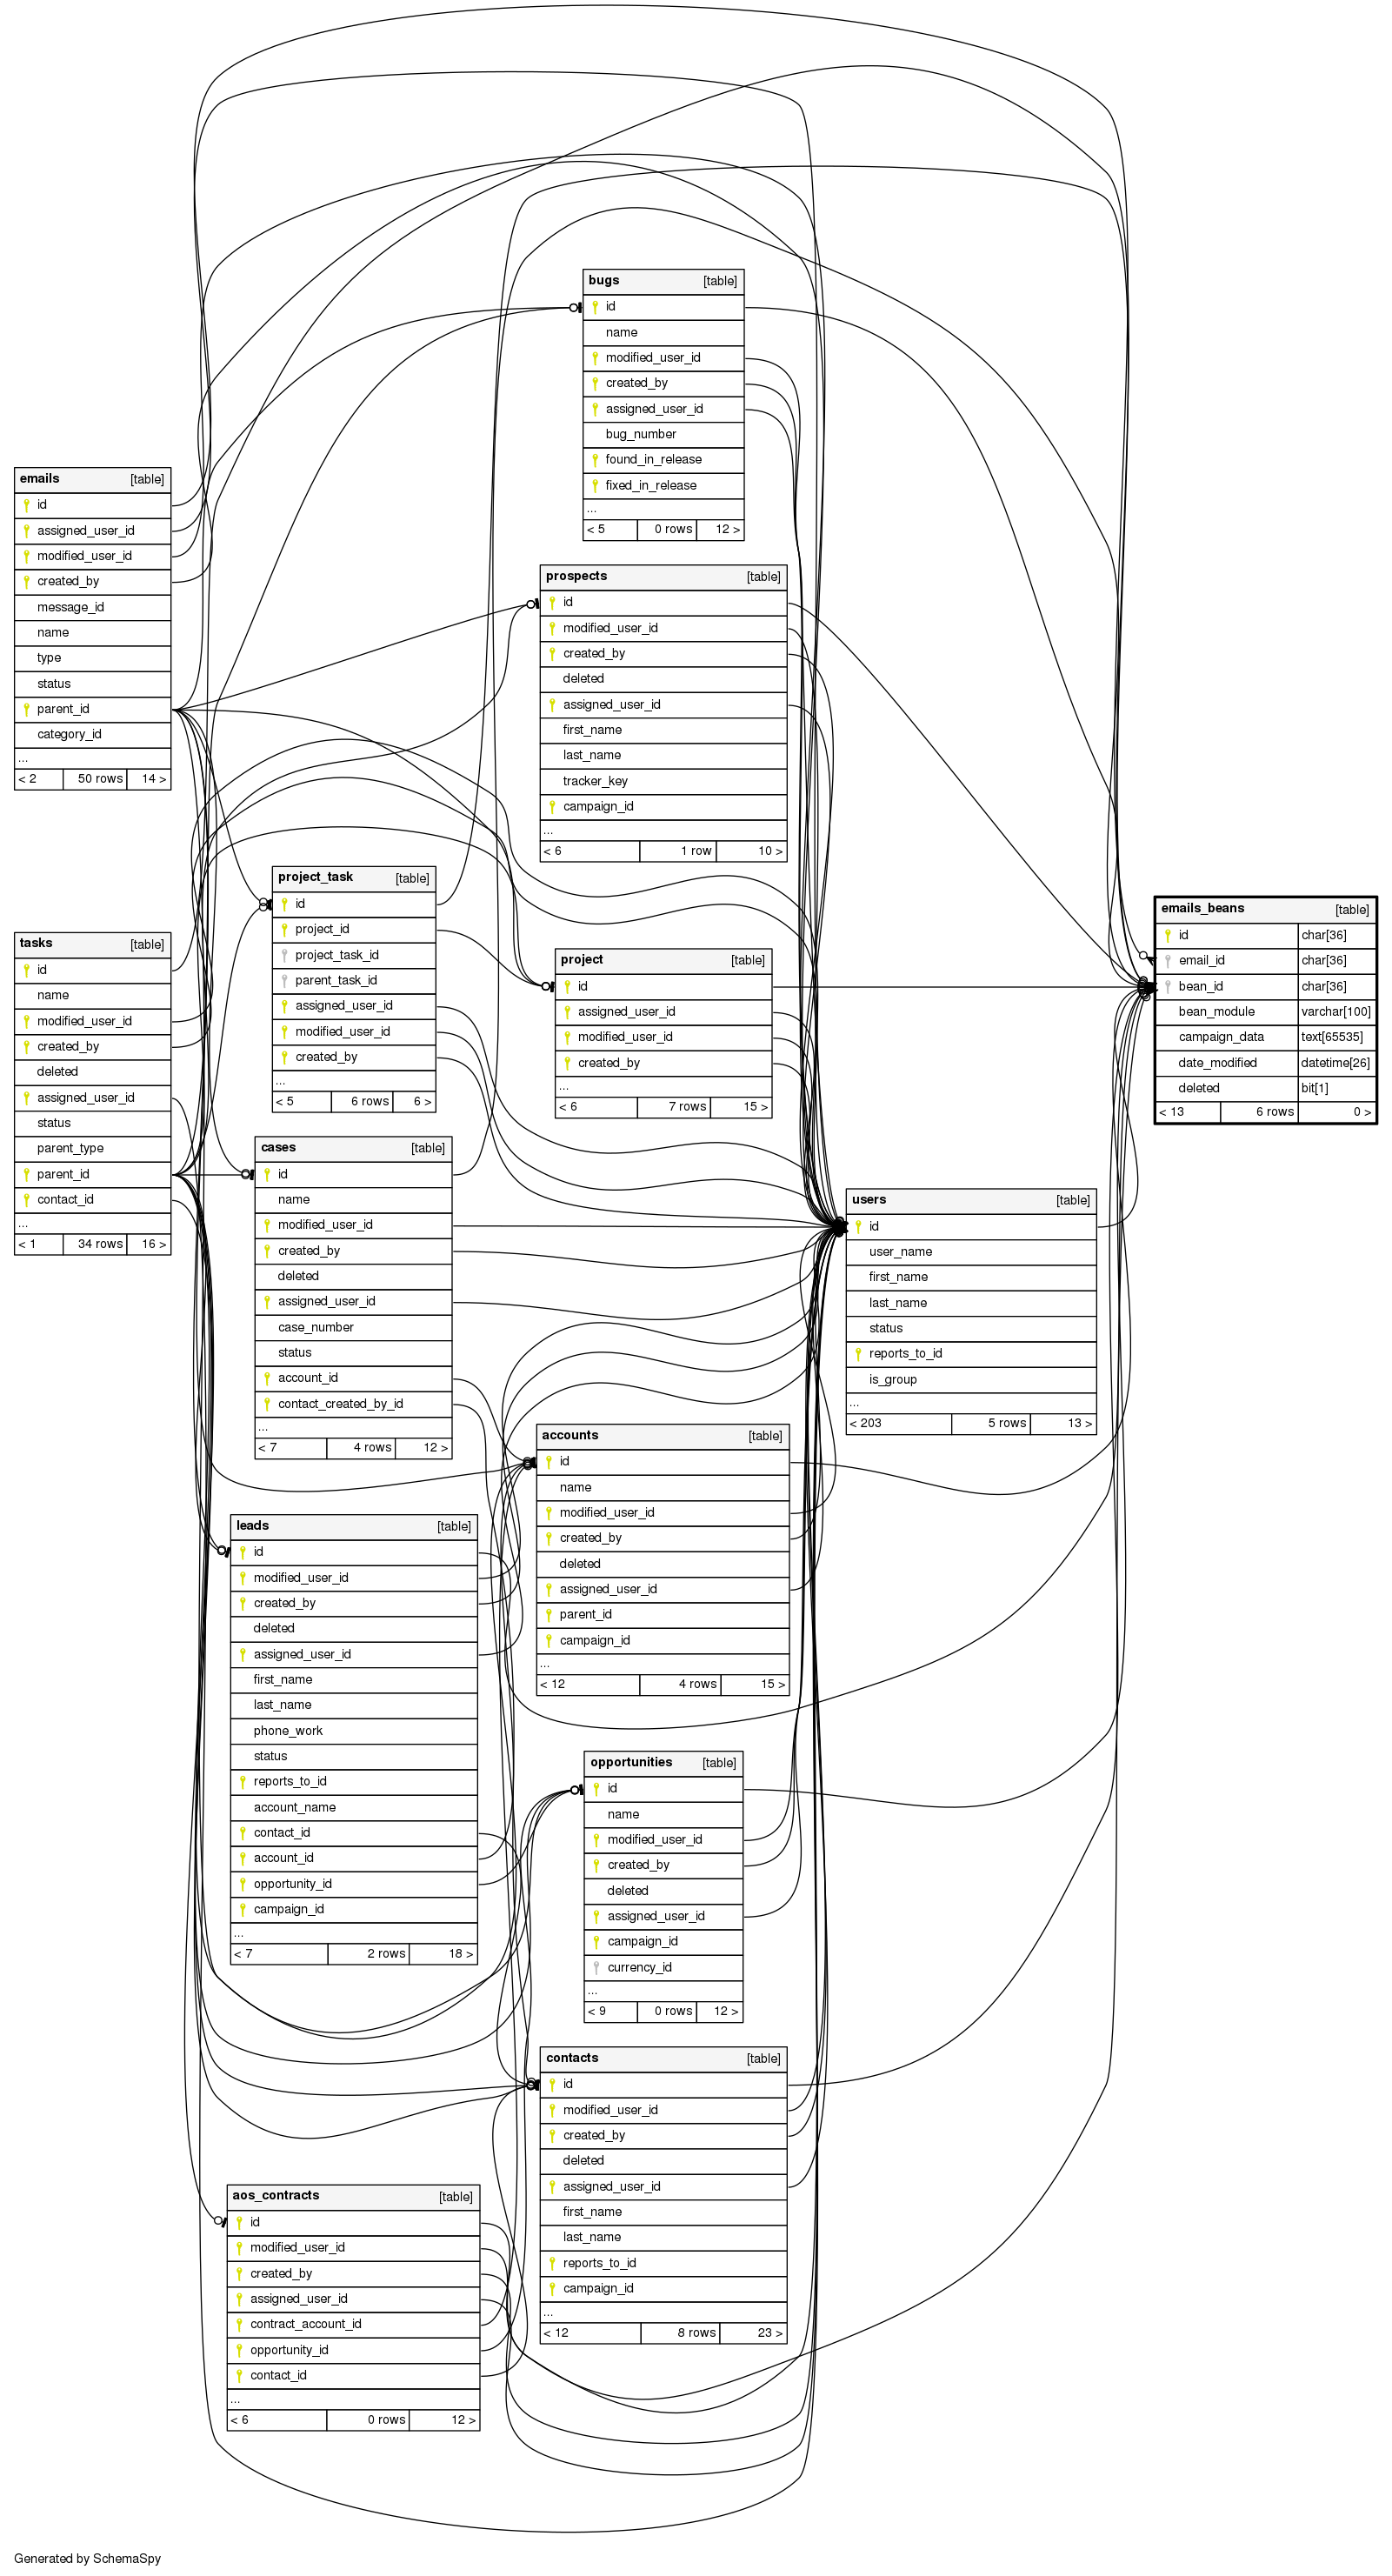 bugs [table]
id
name
modified_user_id
created_by
assigned_user_id
bug_number
found_in_release
fixed_in_release
...
< 5 0 rows 12 >
emails [table]
id
assigned_user_id
modified_user_id
created_by
message_id
name
type
status
parent_id
category_id
...
< 2 50 rows 14 >
prospects [table]
id
modified_user_id
created_by
deleted
assigned_user_id
first_name
last_name
tracker_key
campaign_id
...
< 6 1 row 10 >
project_task [table]
id
project_id
project_task_id
parent_task_id
assigned_user_id
modified_user_id
created_by
...
< 5 6 rows 6 >
emails_beans [table]
id char[36]
email_id char[36]
bean_id char[36]
bean_module varchar[100]
campaign_data text[65535]
date_modified datetime[26]
deleted bit[1]
< 13 6 rows 0 >
tasks [table]
id
name
modified_user_id
created_by
deleted
assigned_user_id
status
parent_type
parent_id
contact_id
...
< 1 34 rows 16 >
project [table]
id
assigned_user_id
modified_user_id
created_by
...
< 6 7 rows 15 >
cases [table]
id
name
modified_user_id
created_by
deleted
assigned_user_id
case_number
status
account_id
contact_created_by_id
...
< 7 4 rows 12 >
users [table]
id
user_name
first_name
last_name
status
reports_to_id
is_group
...
< 203 5 rows 13 >
accounts [table]
id
name
modified_user_id
created_by
deleted
assigned_user_id
parent_id
campaign_id
...
< 12 4 rows 15 >
leads [table]
id
modified_user_id
created_by
deleted
assigned_user_id
first_name
last_name
phone_work
status
reports_to_id
account_name
contact_id
account_id
opportunity_id
campaign_id
...
< 7 2 rows 18 >
opportunities [table]
id
name
modified_user_id
created_by
deleted
assigned_user_id
campaign_id
currency_id
...
< 9 0 rows 12 >
contacts [table]
id
modified_user_id
created_by
deleted
assigned_user_id
first_name
last_name
reports_to_id
campaign_id
...
< 12 8 rows 23 >
aos_contracts [table]
id
modified_user_id
created_by
assigned_user_id
contract_account_id
opportunity_id
contact_id
...
< 6 0 rows 12 >
Generated by SchemaSpy